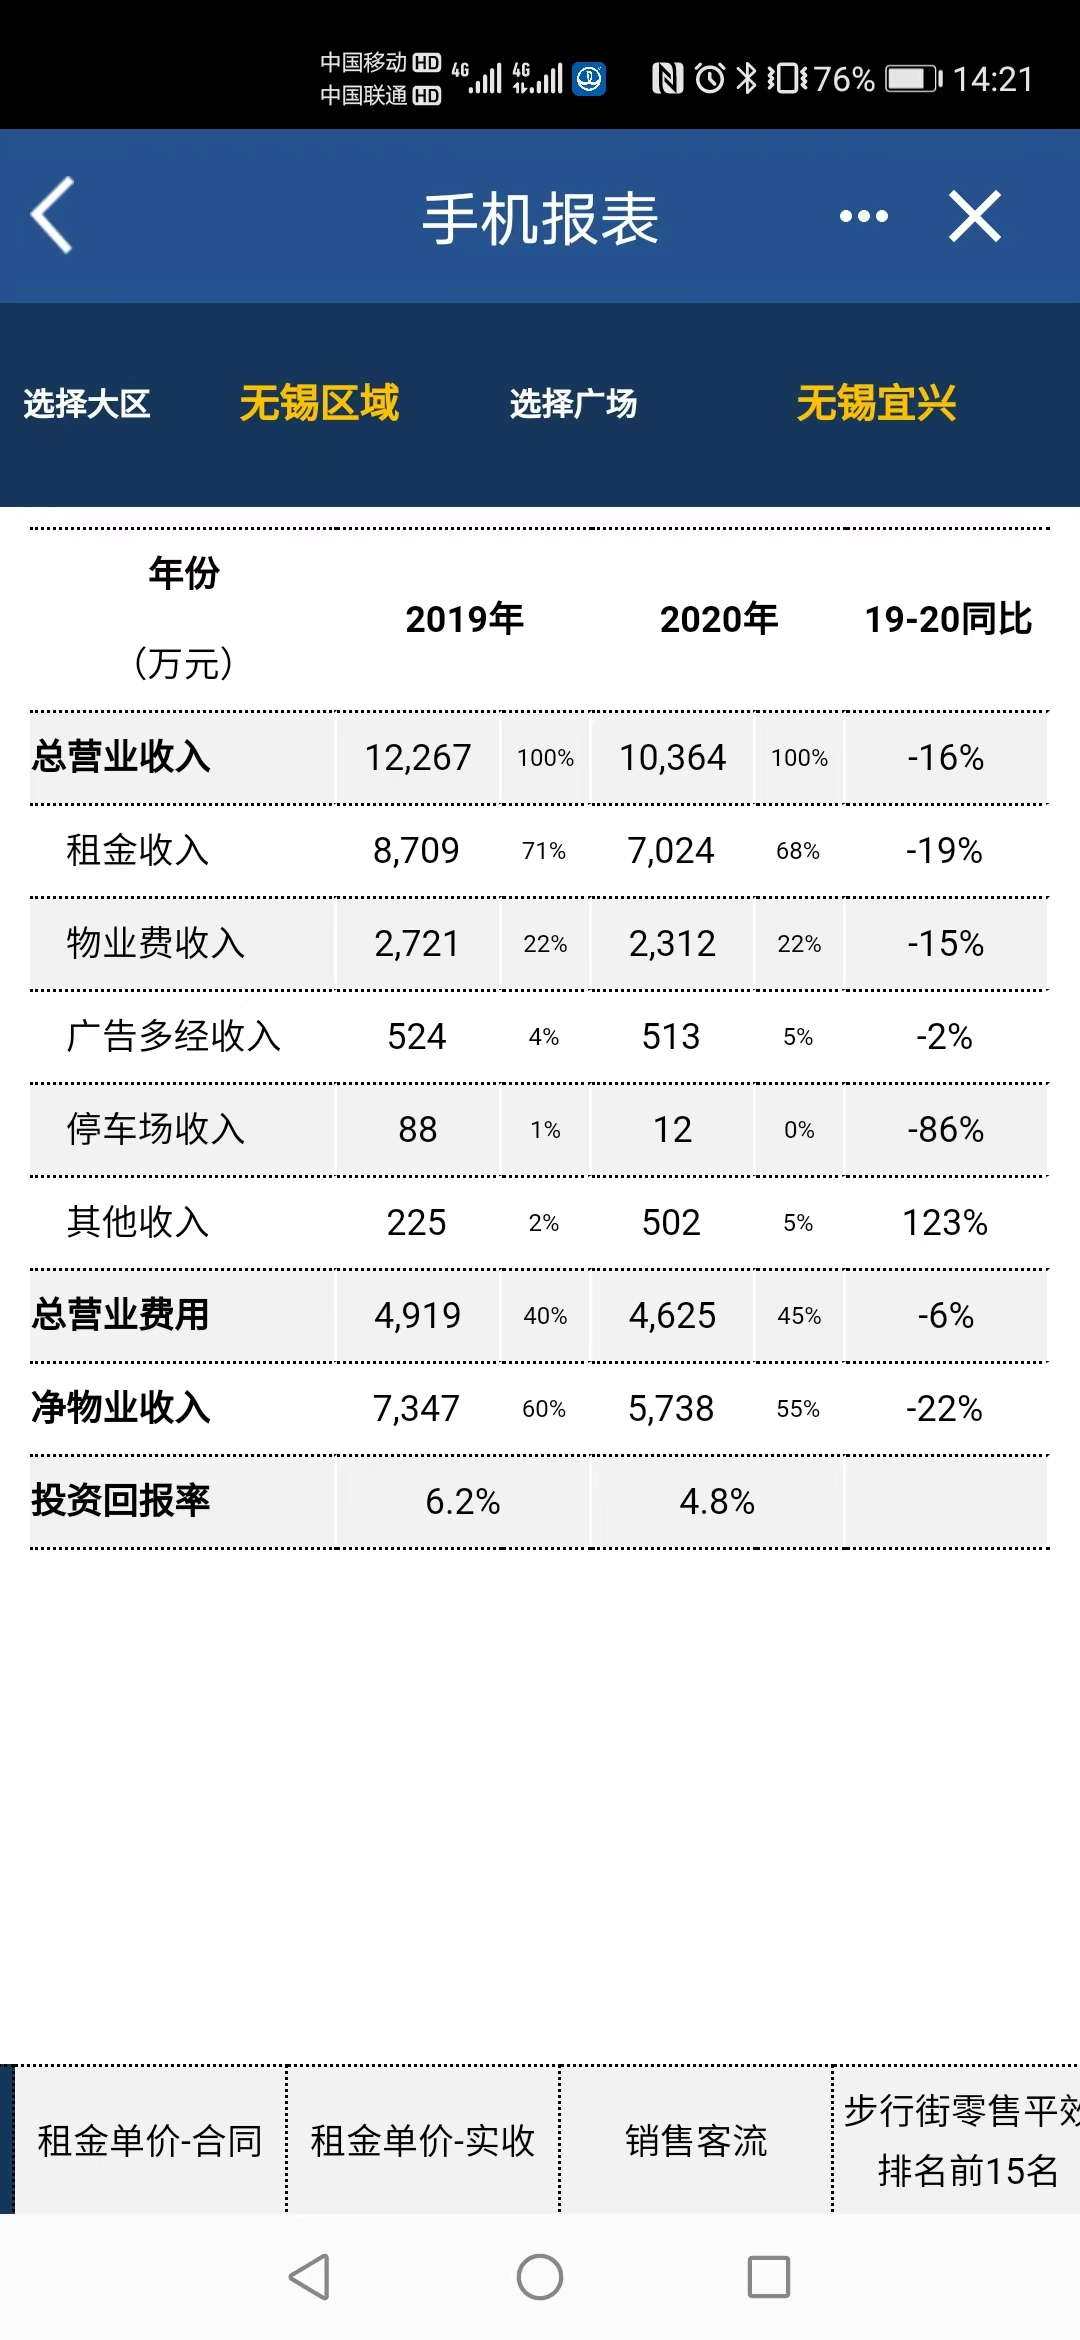 中国移动 HD 4G 4G 76% 14:21
中国联通 HD
手机报表
选择大区 无锡区域 选择广场 无锡宜兴
年份
(万元)
2019年 2020年 19-20同比
总营业收入 12,267 100% 10,364 100% -16%
租金收入 8,709 71% 7,024 68% -19%
物业费收入 2,721 22% 2,312 22% -15%
广告多经收入 524 4% 513 5% -2%
停车场收入 88 1% 12 0% -86%
其他收入 225 2% 502 5% 123%
总营业费用 4,919 40% 4,625 45% -6%
净物业收入 7,347 60% 5,738 55% -22%
投资回报率 6.2% 4.8%
租金单价-合同 租金单价-实收 销售客流
步行街零售平效
排名前15名